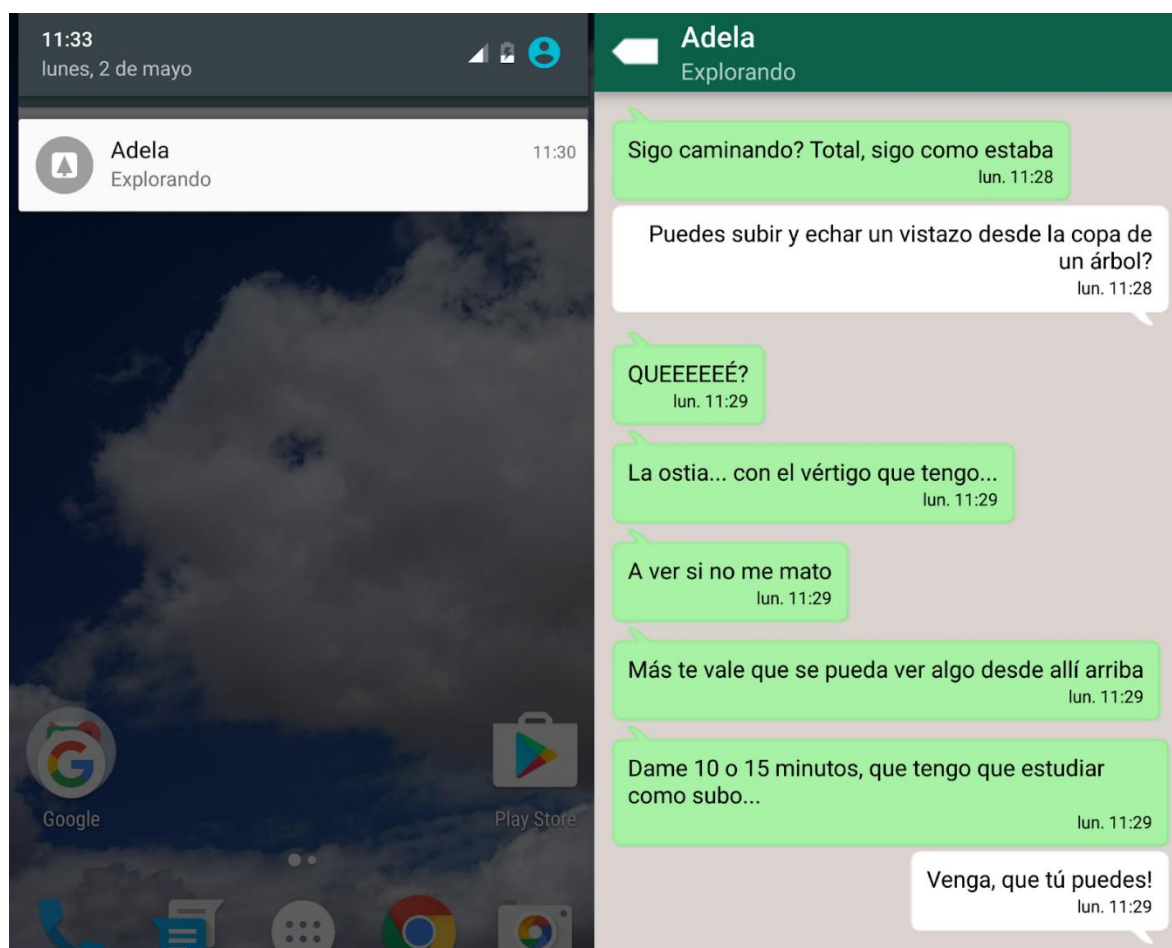 11:33
lunes, 2 de mayo
Adela
11:30
Explorando
Google
Play Store
Adela
Explorando
Sigo caminando? Total, sigo como estaba
lun. 11:28
Puedes subir y echar un vistazo desde la copa de
un árbol?
lun. 11:28
QUEEEEEÉ?
lun. 11:29
La ostia... con el vértigo que tengo...
lun. 11:29
A ver si no me mato
lun. 11:29
Más te vale que se pueda ver algo desde allí arriba
lun. 11:29
Dame 10 o 15 minutos, que tengo que estudiar
como subo...
lun. 11:29
Venga, que tú puedes!
lun. 11:29